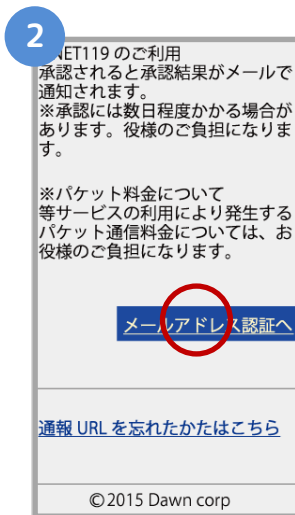 2
NET119 のご利用
承認されると承認結果がメールで
通知されます。
※承認には数日程度かかる場合が
あります。役様のご負担になりま
す。
※パケット料金について
等サービスの利用により発生する
パケット通信料金については、お
役様のご負担になります。
メールアドレス認証へ
通報 URL を忘れたかたはこちら
©2015 Dawn corp